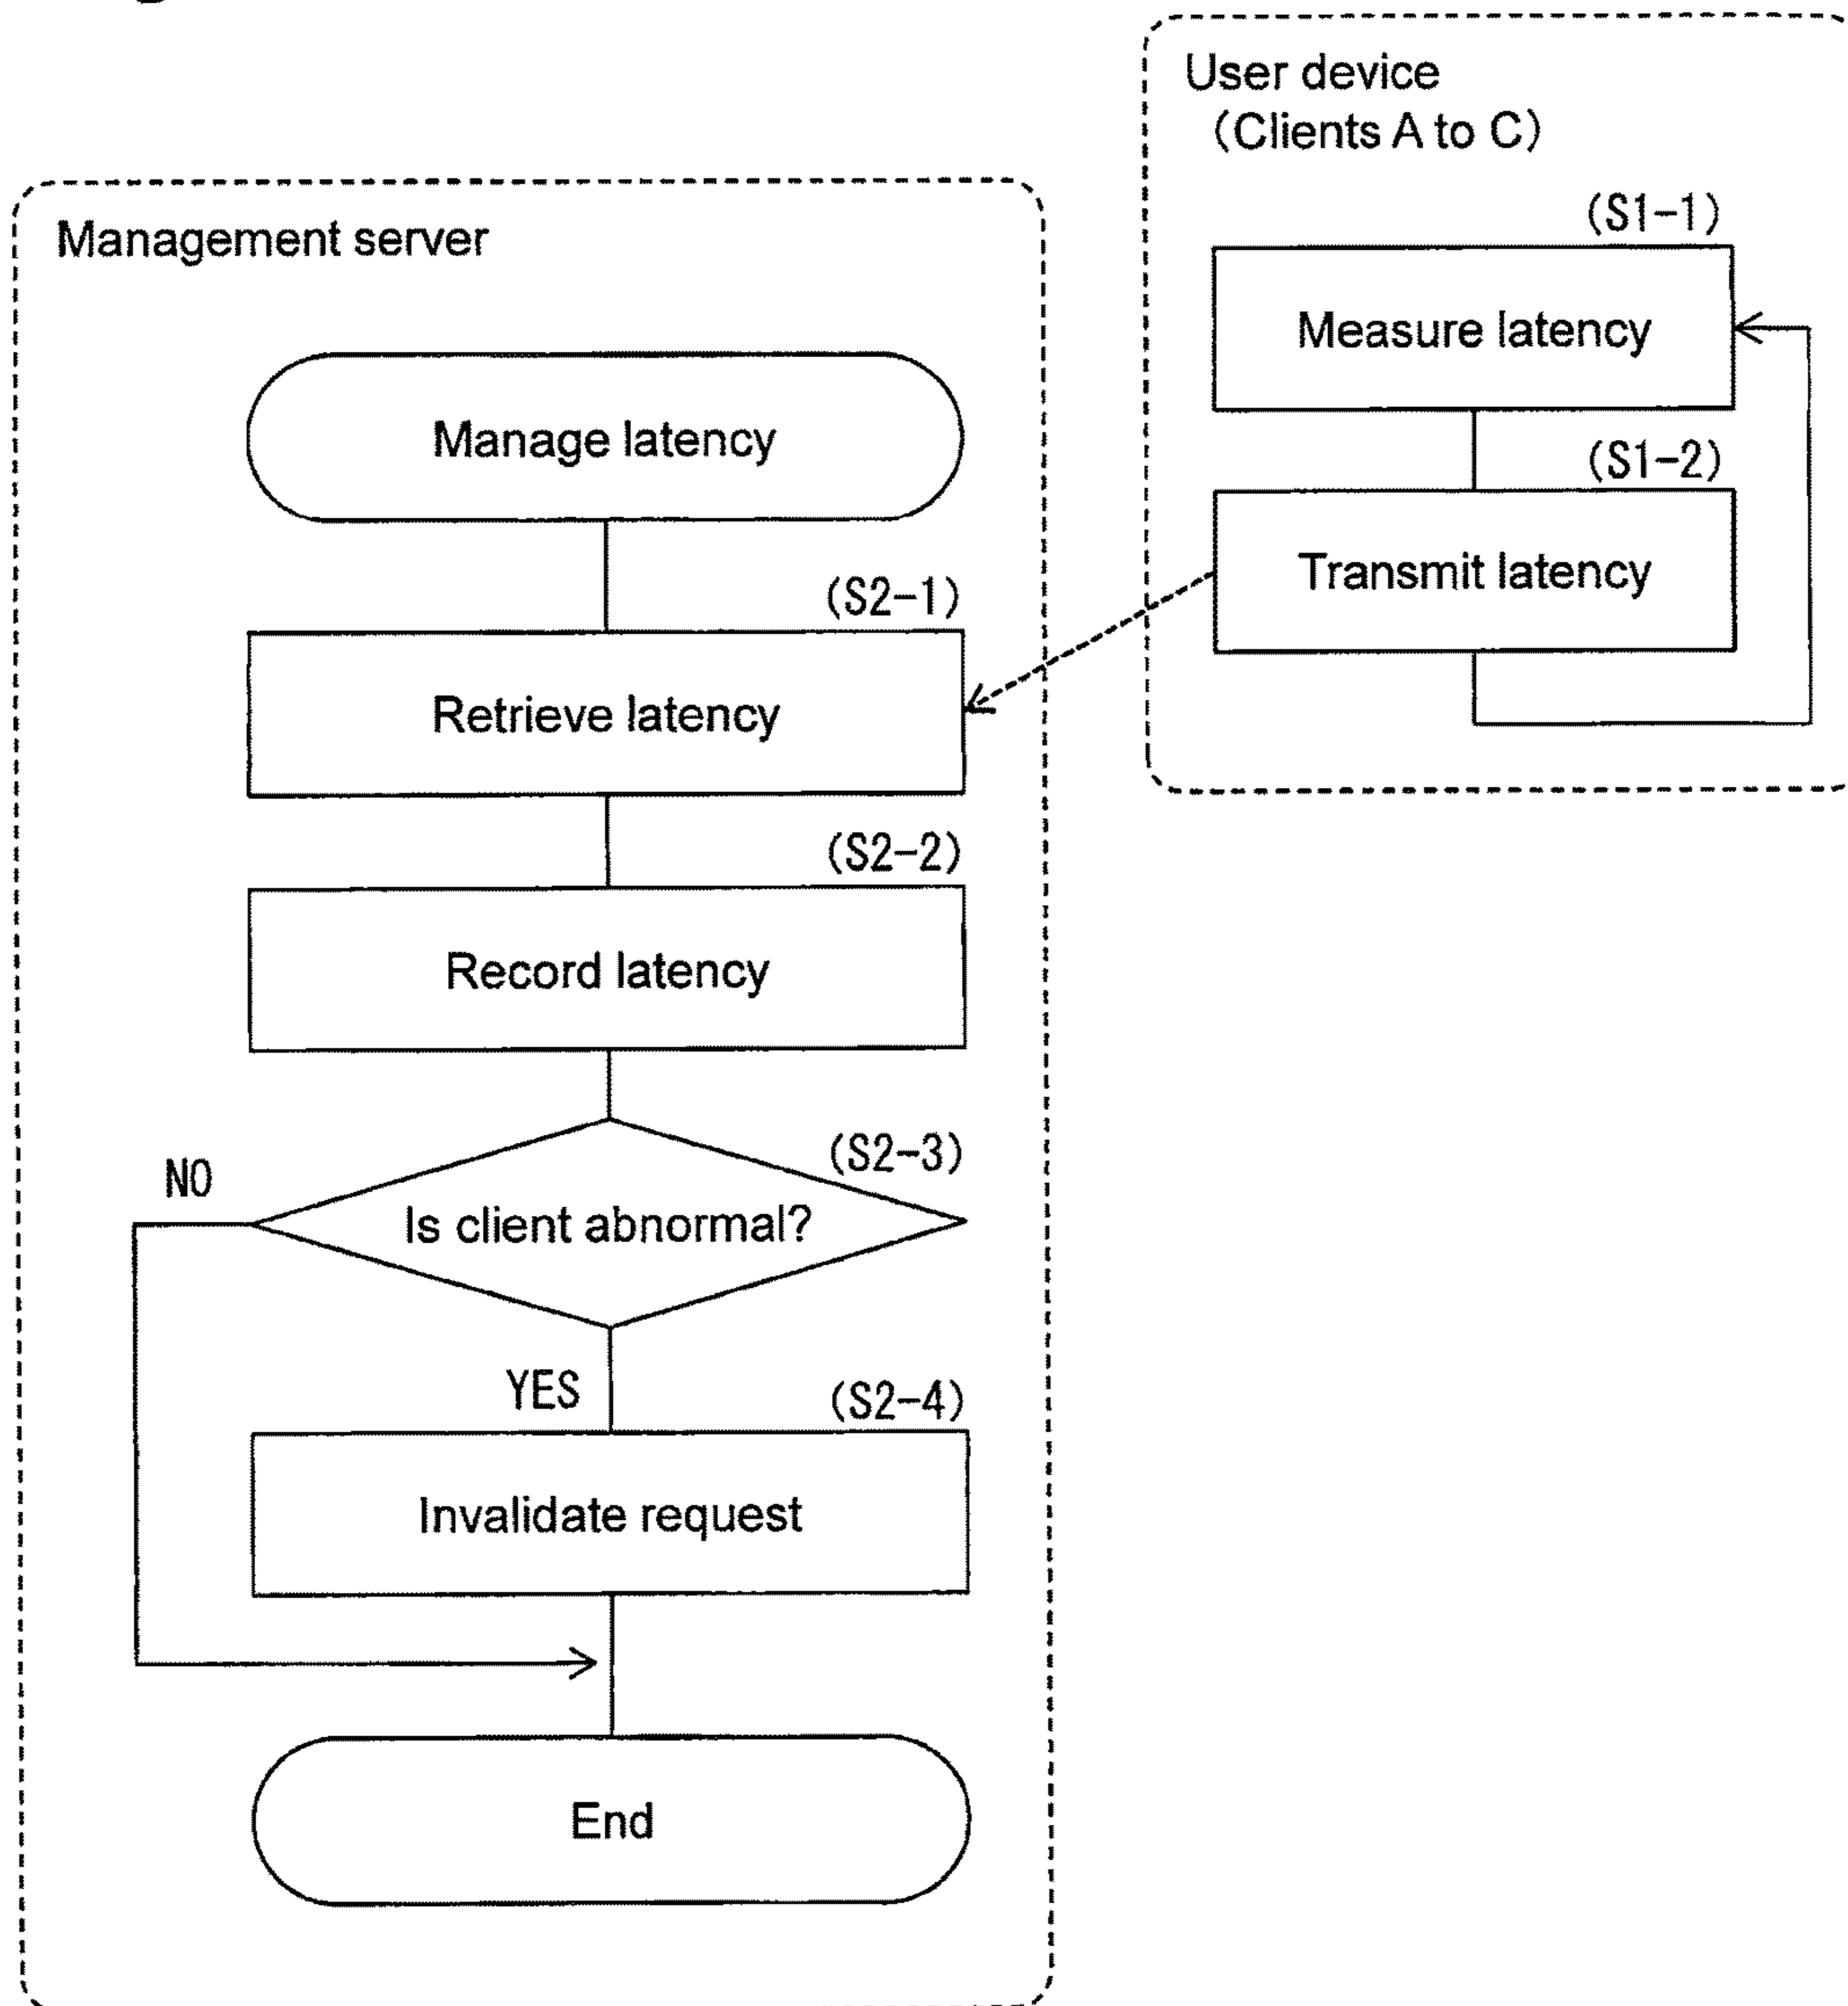 User device
(Clients A to C)
(S1-1)
Measure latency
(S1-2)
Transmit latency
Management server
Manage latency
(S2-1)
Retrieve latency
(S2-2)
Record latency
(S2-3)
NO
Is client abnormal?
YES
(S2-4)
Invalidate request
End